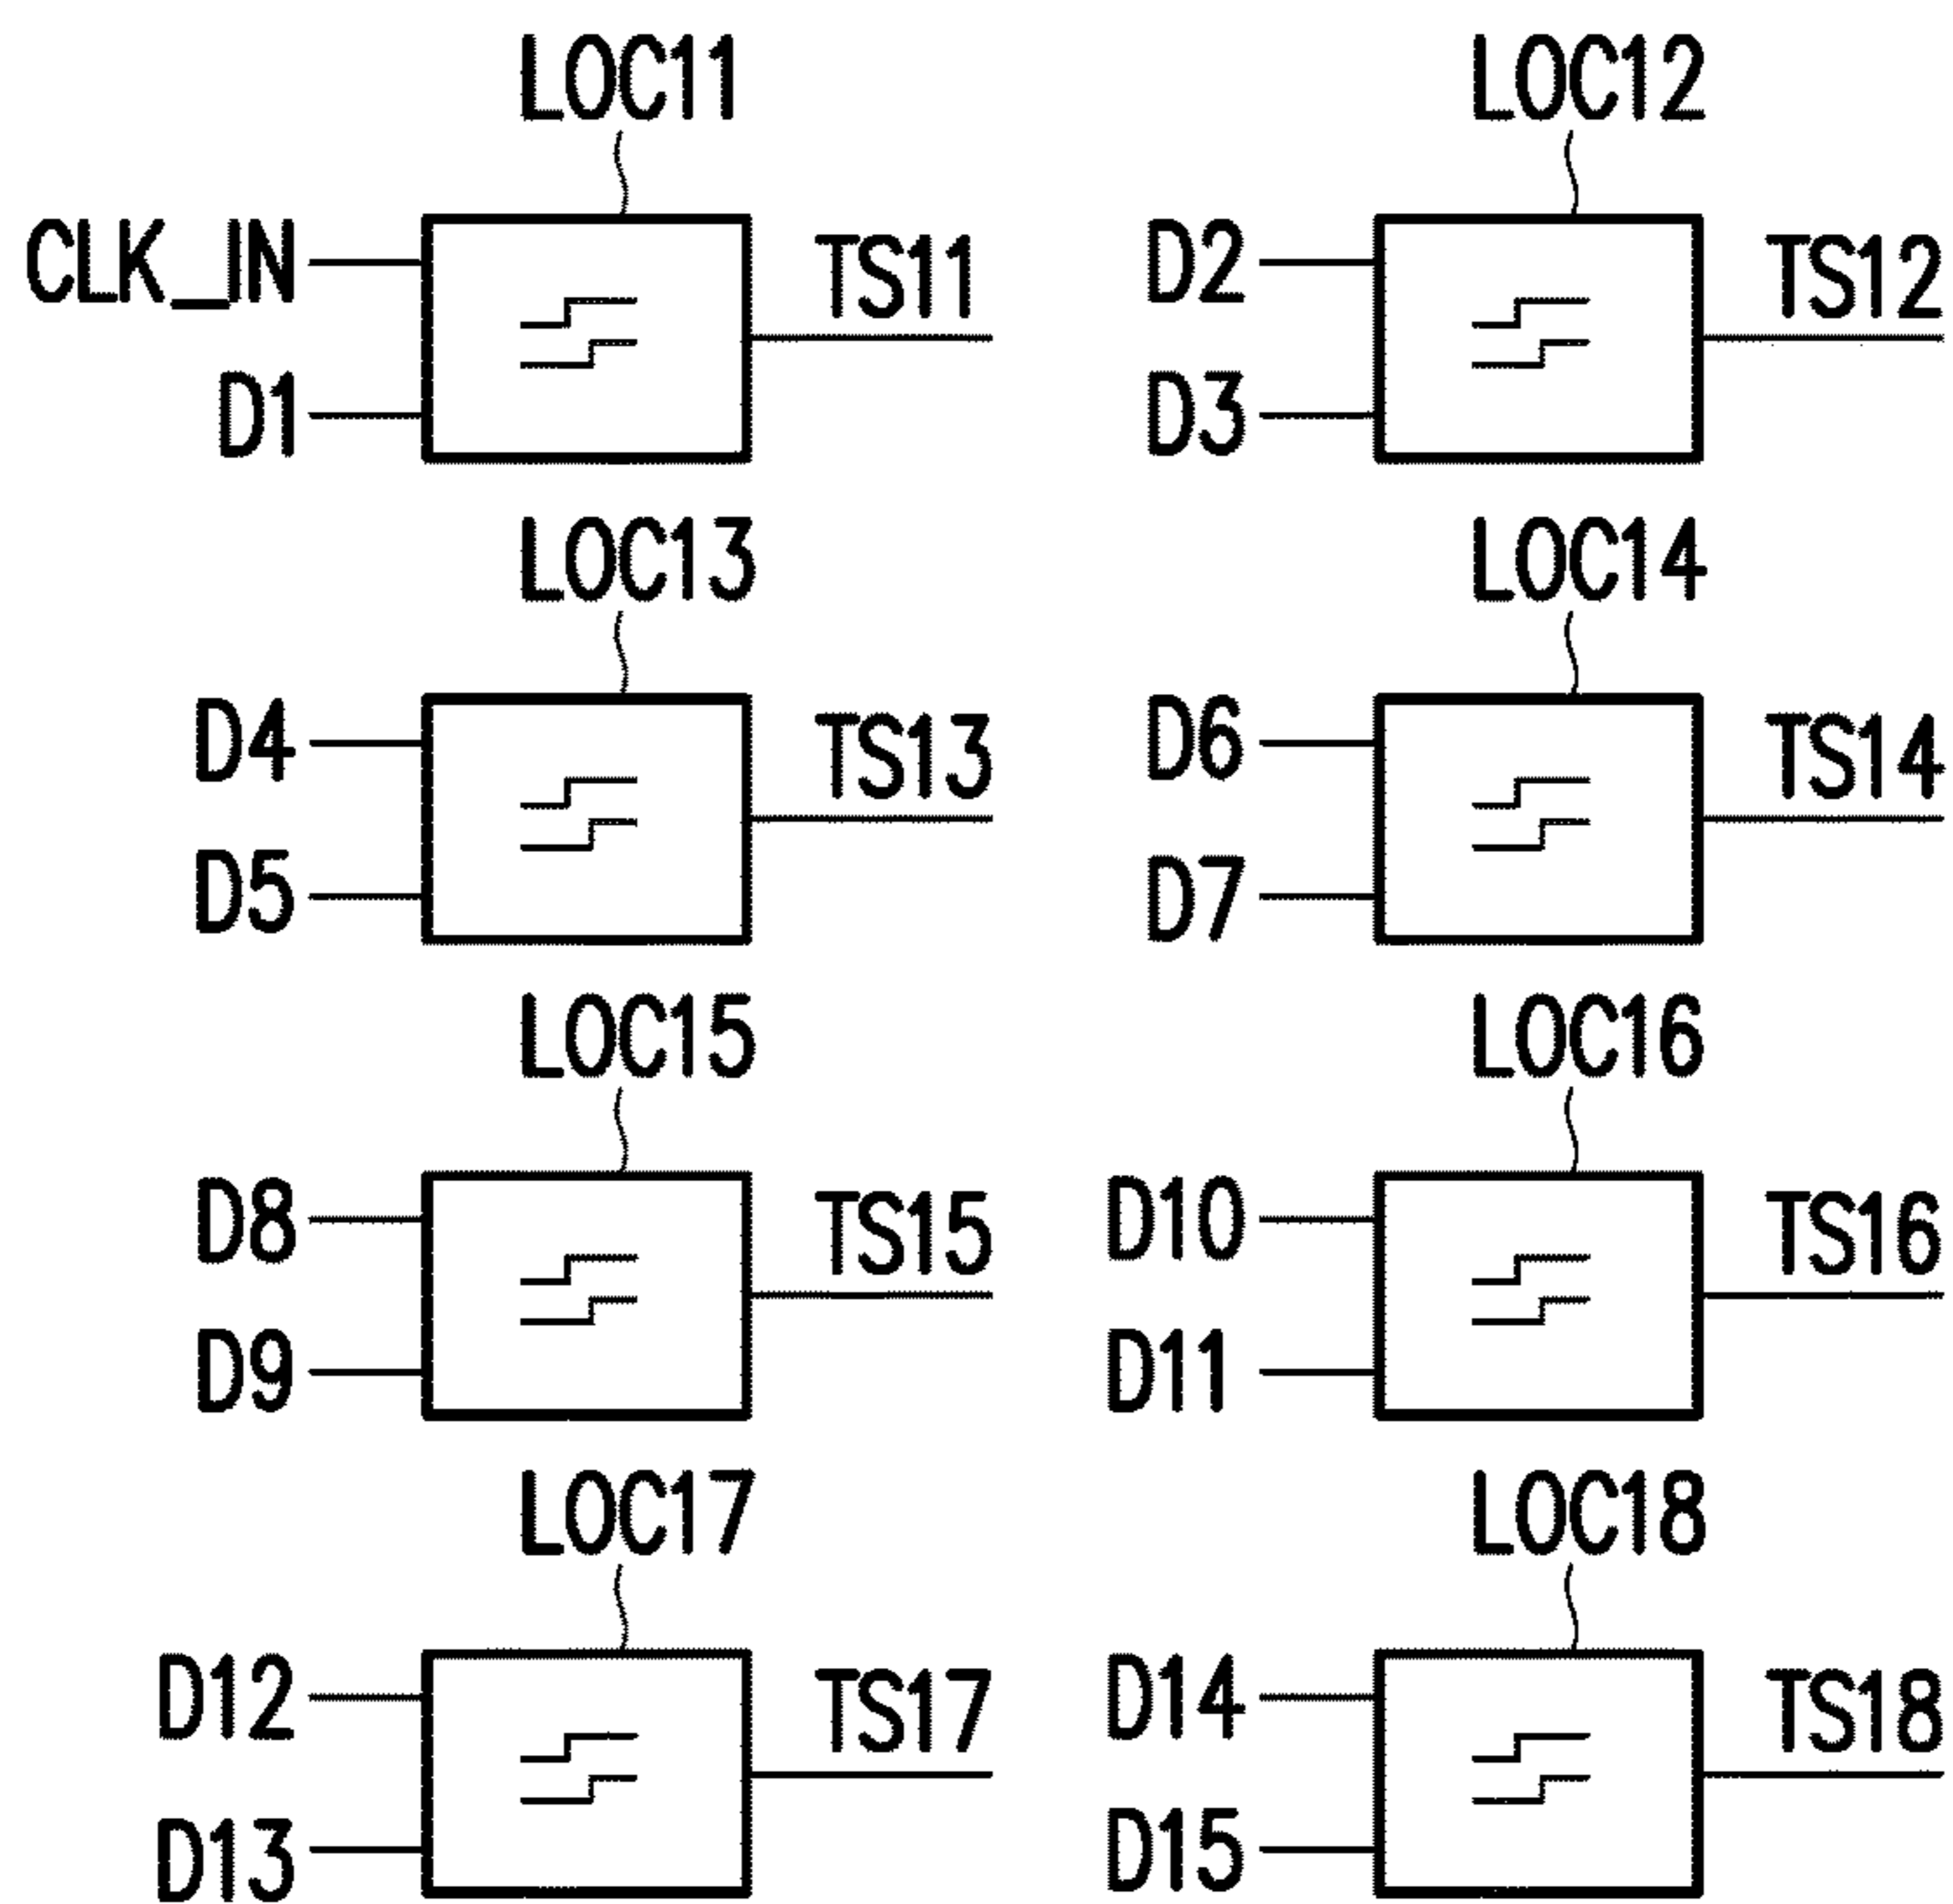 LOC11
LOC12
CLK_IN
TS11
D2
TS12
D1
D3
LOC13
LOC14
D4
TS13
D6
TS14
D5
D7
LOC15
LOC16
D8
TS15
D10
TS16
D9
D11
LOC17
LOC18
D12
TS17
D14
TS18
D13
D15